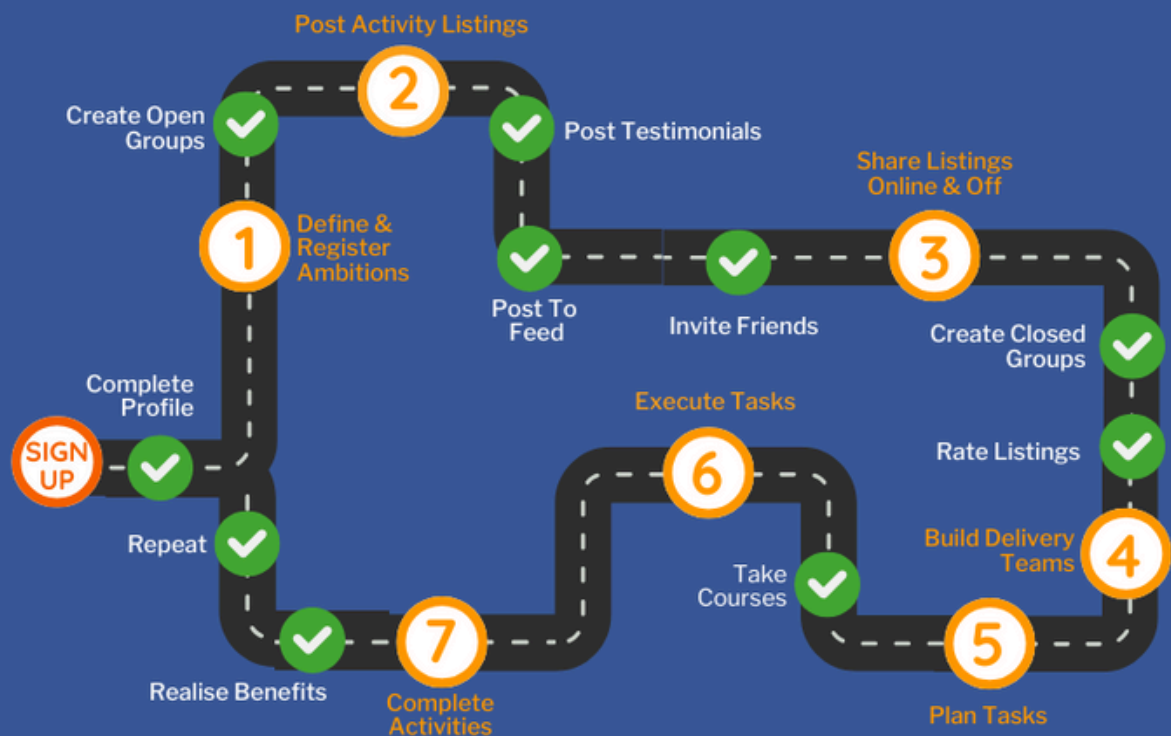 Post Activity Listings
2
Create Open
Groups
Post Testimonials
Share Listings
Online & Off
1
Define &
Register
Ambitions
3
Post To
Feed
Invite Friends
Create Closed
Groups
Complete
Profile
Execute Tasks
SIGN
UP
6
Rate Listings
Repeat
Build Delivery
Teams
4
Take
Courses
7
5
Realise Benefits
Complete
Activities
Plan Tasks